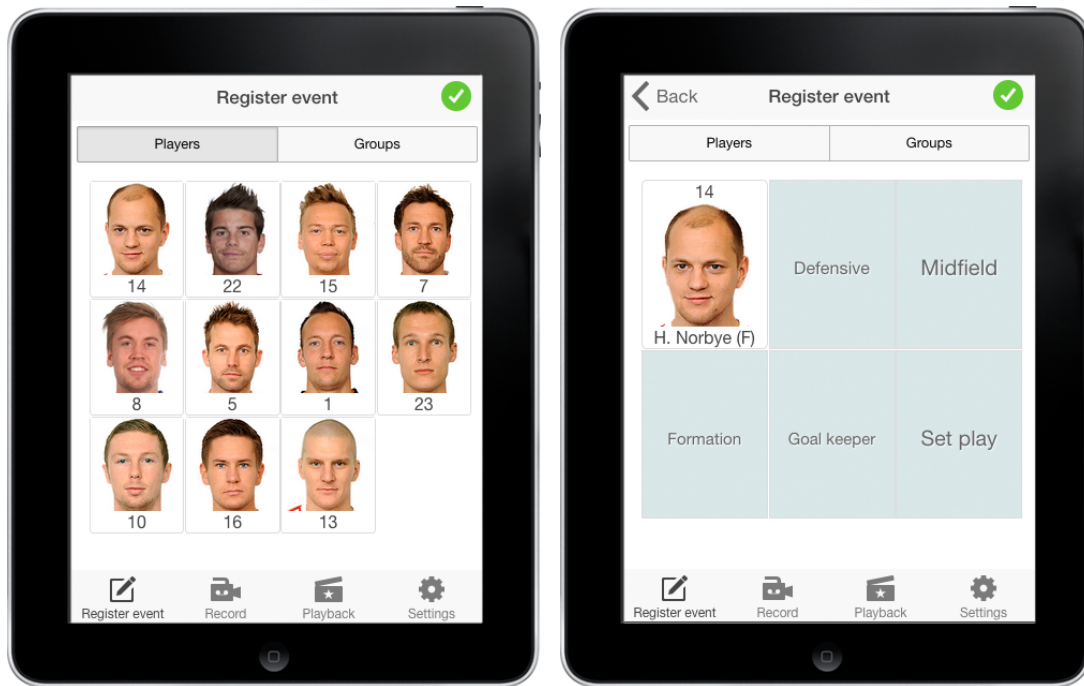 Register event
Players Groups
14 22 15 7
8 5 1 23
10 16 13
Register event Record Playback Settings
Back Register event
Players Groups
14
H. Norbye (F)
Defensive Midfield
Formation Goal keeper Set play
Register event Record Playback Settings